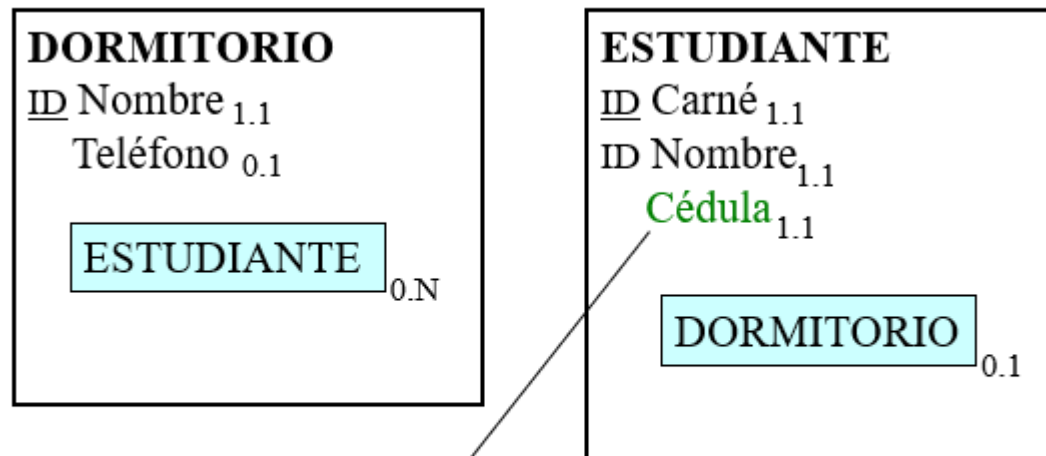 DORMITORIO
ID Nombre 1.1
Teléfono 0.1
ESTUDIANTE 0.N
ESTUDIANTE
ID Carné 1.1
ID Nombre 1.1
Cédula 1.1
DORMITORIO 0.1